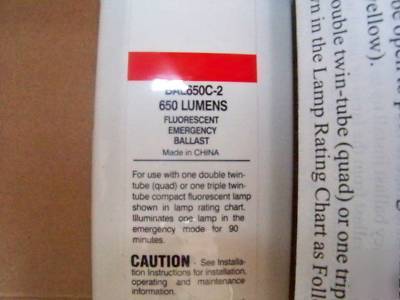 BAL650C-2
650 LUMENS
FLUORESCENT
EMERGENCY
BALLAST
Made in CHINA
For use with one double twin-
tube (quad) or one triple twin-
tube compact fluorescent lamp
shown in lamp rating chart.
Illuminates one lamp in the
emergency mode for 90
minutes.
CAUTION - See Installa-
tion Instructions for installation,
operating and maintenance
information.
be open to
yellow).
ouble twin-tube (quad) or one trip
n in the Lamp Rating Chart as Foll